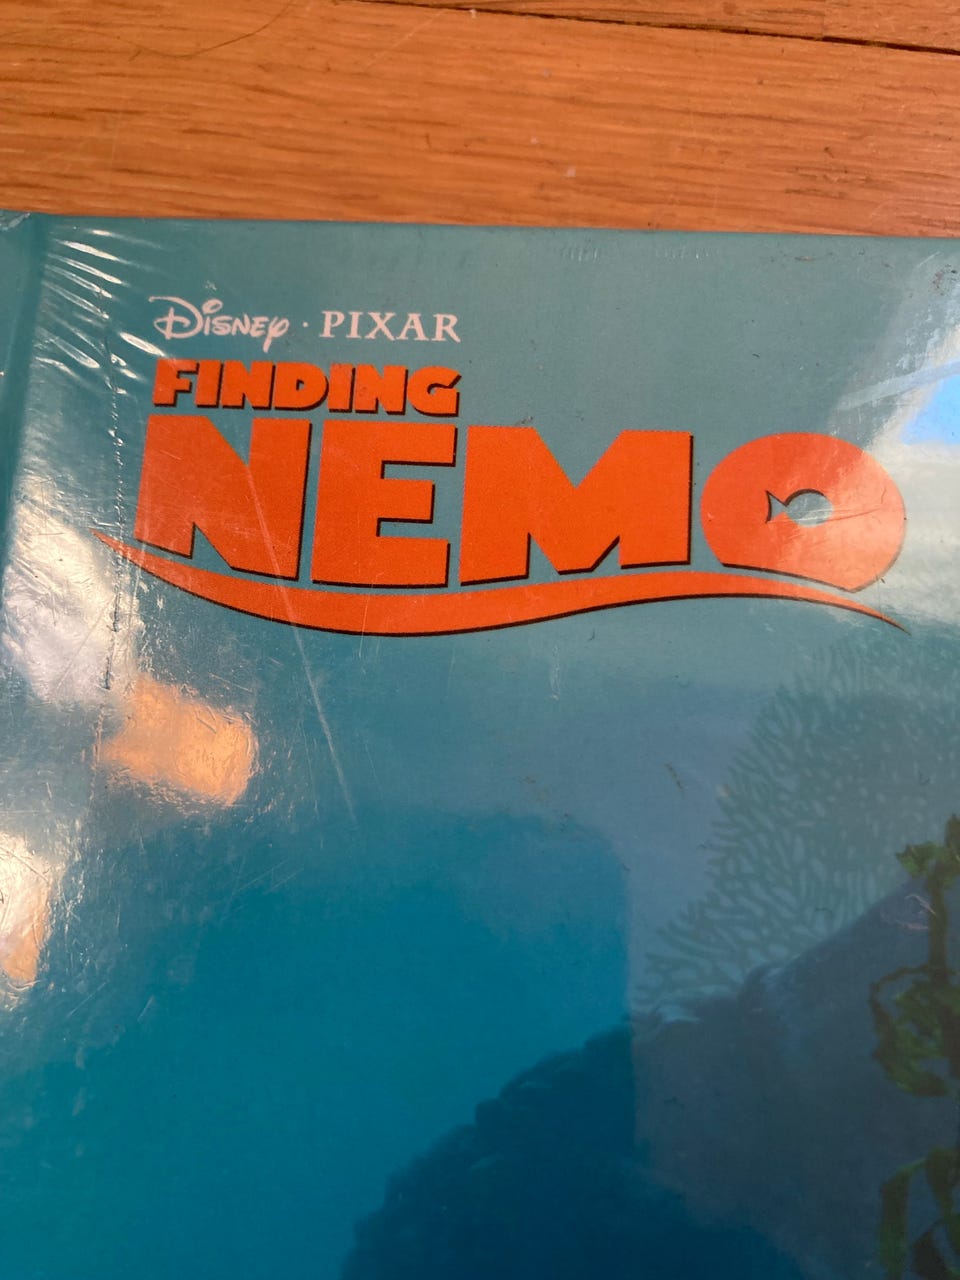 Disney · PIXAR
FINDING
NEMO